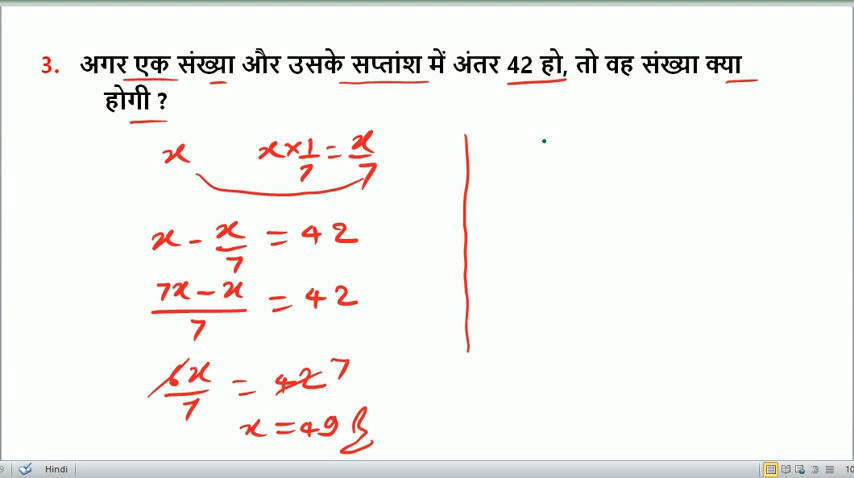 3. अगर एक संख्या और उसके सप्तांश में अंतर 42 हो, तो वह संख्या क्या
होगी ?
x x×1/7 = x/7
x - x/7 = 42
7x - x/7 = 42
6x/7 = 42 7
x = 49
Hindi